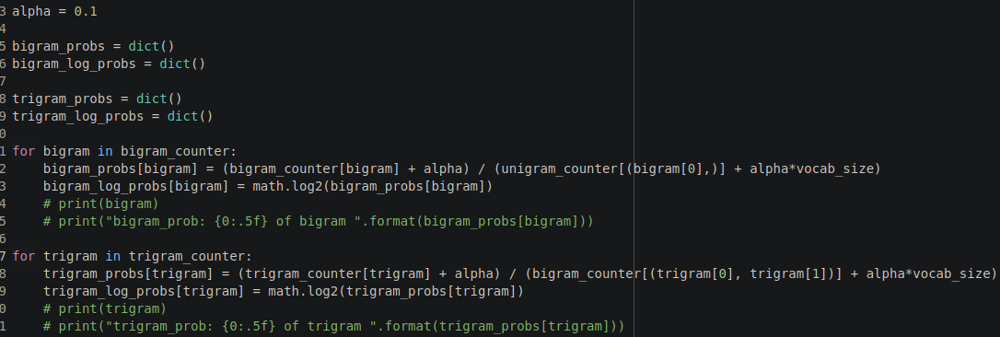 3 alpha = 0.1
4
5 bigram_probs = dict()
6 bigram_log_probs = dict()
7
8 trigram_probs = dict()
9 trigram_log_probs = dict()
0
1 for bigram in bigram_counter:
2     bigram_probs[bigram] = (bigram_counter[bigram] + alpha) / (unigram_counter[(bigram[0],)] + alpha*vocab_size)
3     bigram_log_probs[bigram] = math.log2(bigram_probs[bigram])
4     # print(bigram)
5     # print("bigram_prob: {0:.5f} of bigram ".format(bigram_probs[bigram]))
6
7 for trigram in trigram_counter:
8     trigram_probs[trigram] = (trigram_counter[trigram] + alpha) / (bigram_counter[(trigram[0], trigram[1])] + alpha*vocab_size)
9     trigram_log_probs[trigram] = math.log2(trigram_probs[trigram])
0     # print(trigram)
1     # print("trigram_prob: {0:.5f} of trigram ".format(trigram_probs[trigram]))